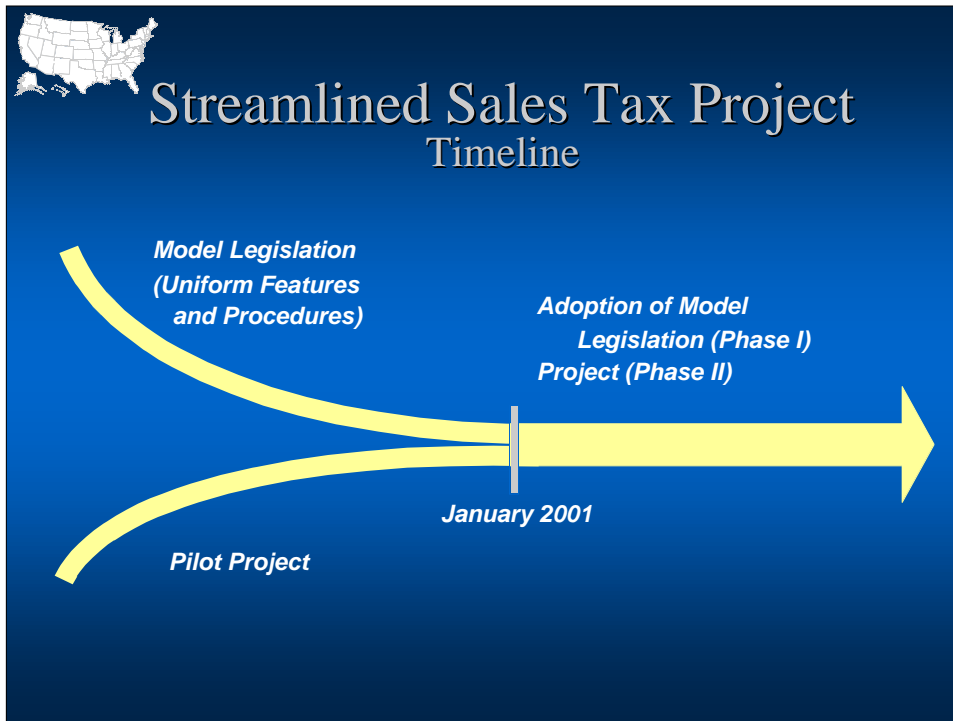 Streamlined Sales Tax Project
Timeline
Model Legislation
(Uniform Features
and Procedures)
Adoption of Model
Legislation (Phase I)
Project (Phase II)
January 2001
Pilot Project